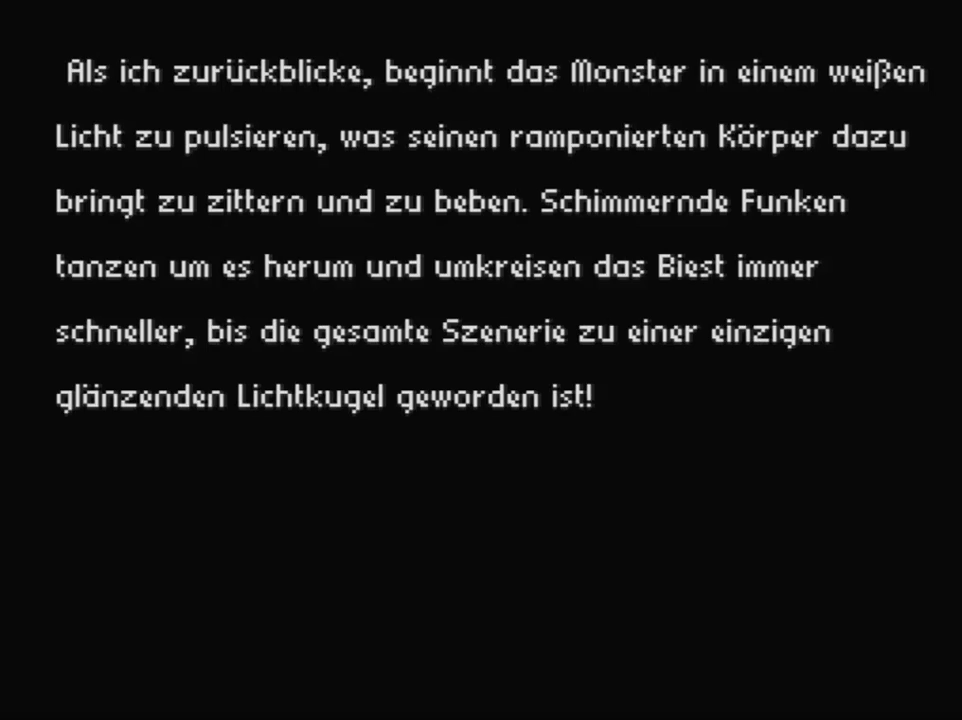 Als ich zurückblicke, beginnt das Monster in einem weißen
Licht zu pulsieren, was seinen ramponierten Körper dazu
bringt zu zittern und zu beben. Schimmernde Funken
tanzen um es herum und umkreisen das Biest immer
schneller, bis die gesamte Szenerie zu einer einzigen
glänzenden Lichtkugel geworden ist!